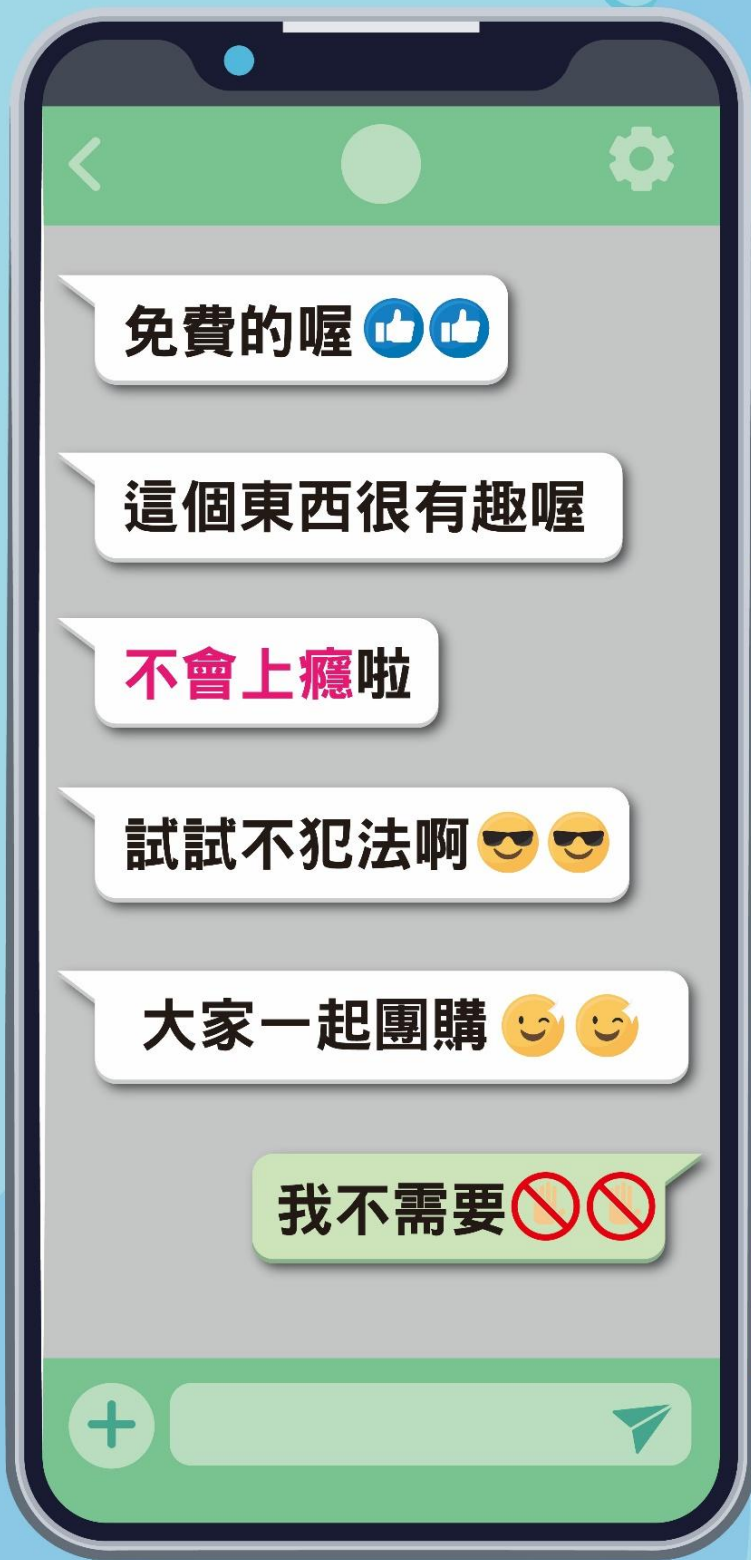 免費的喔👍👍
這個東西很有趣喔
不會上癮啦
試試不犯法啊😎😎
大家一起團購😉😉
我不需要